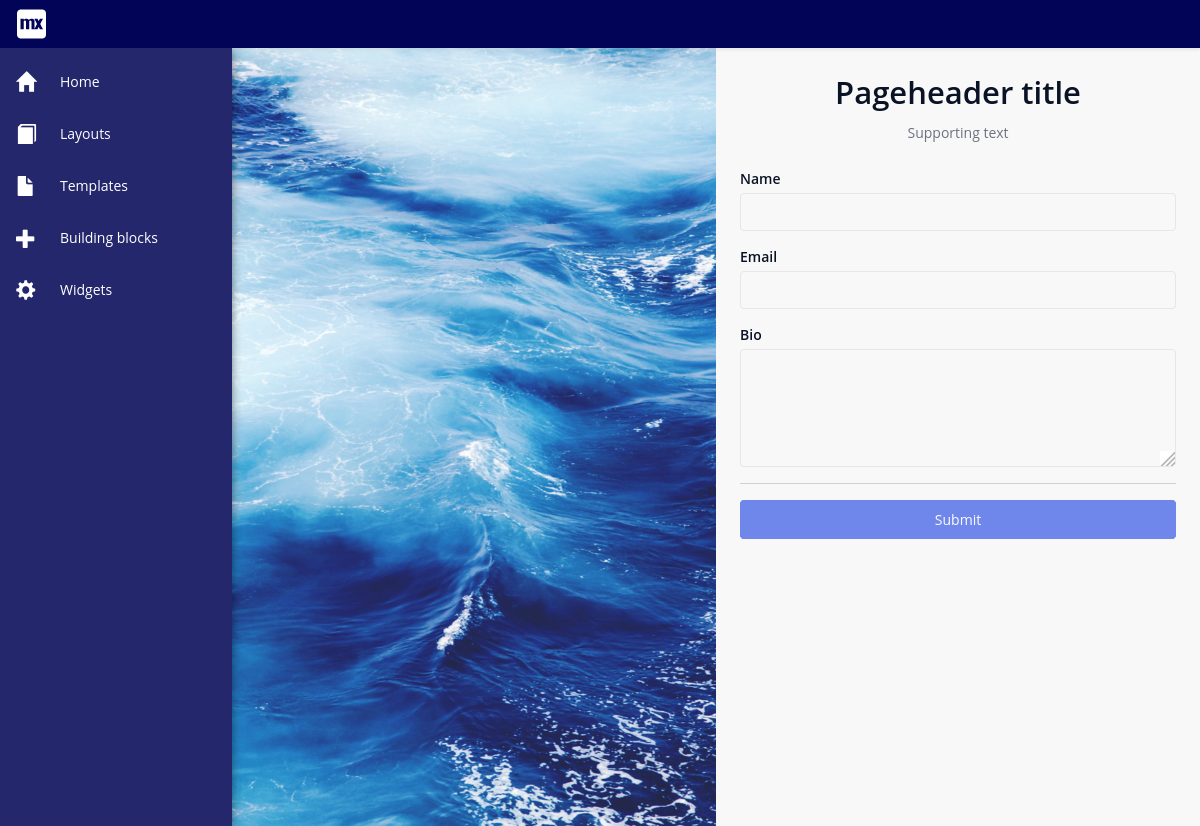 mx
Home
Layouts
Templates
Building blocks
Widgets
Pageheader title
Supporting text
Name
Email
Bio
Submit